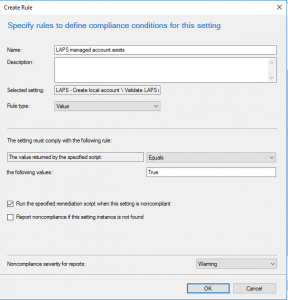 Create Rule
Specify rules to define compliance conditions for this setting
Name:
LAPS managed account exists
Description:
Selected setting:
LAPS - Create local account \ Validate LAPS
Rule type:
Value
The setting must comply with the following rule:
The value returned by the specified script:
Equals
the following values:
True
Run the specified remediation script when this setting is noncompliant
Report noncompliance if this setting instance is not found
Noncompliance severity for reports:
Warning
OK
Cancel